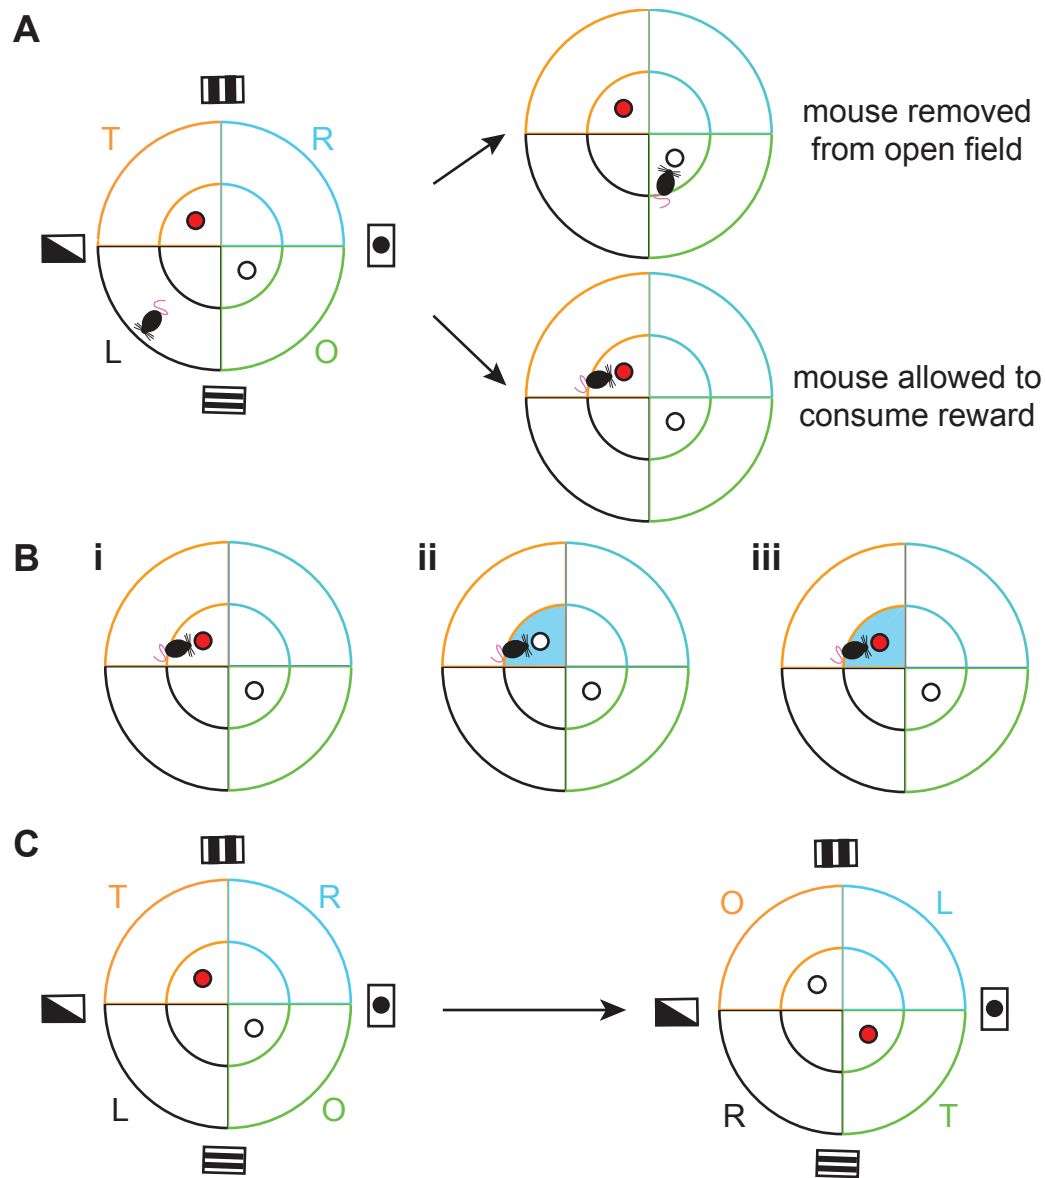 A
T
R
L
O
mouse removed
from open field
mouse allowed to
consume reward
B
i
ii
iii
C
T
R
L
O
O
L
R
T